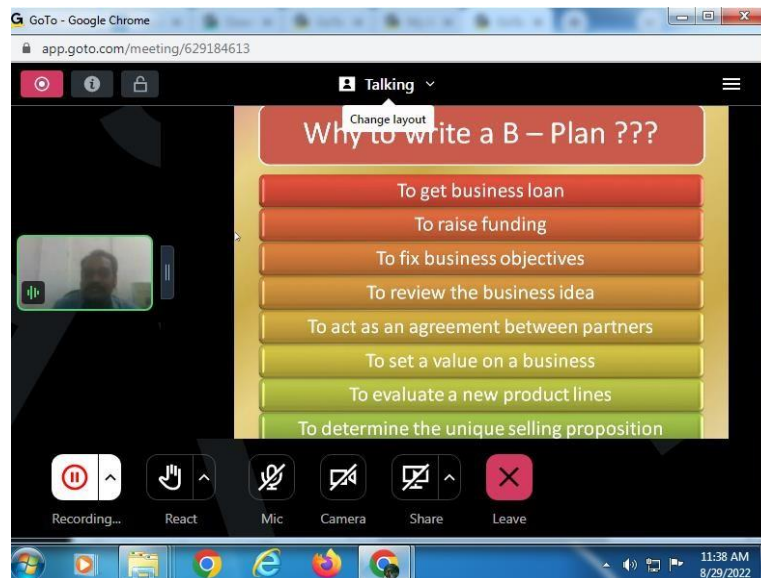 GoTo - Google Chrome
app.goto.com/meeting/629184613
Talking
Change layout
Why to write a B – Plan ???
To get business loan
To raise funding
To fix business objectives
To review the business idea
To act as an agreement between partners
To set a value on a business
To evaluate a new product lines
To determine the unique selling proposition
Recording...
React
Mic
Camera
Share
Leave
11:38 AM
8/29/2022